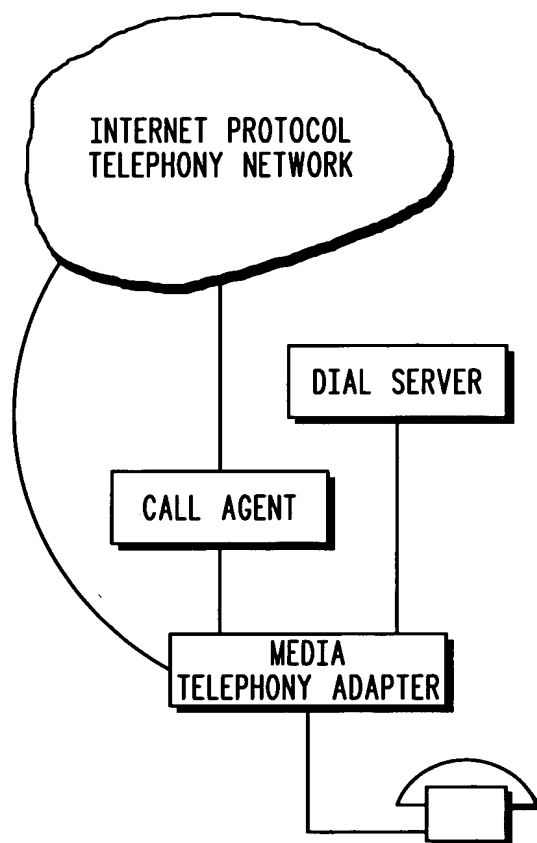 INTERNET PROTOCOL
TELEPHONY NETWORK
DIAL SERVER
CALL AGENT
MEDIA
TELEPHONY ADAPTER